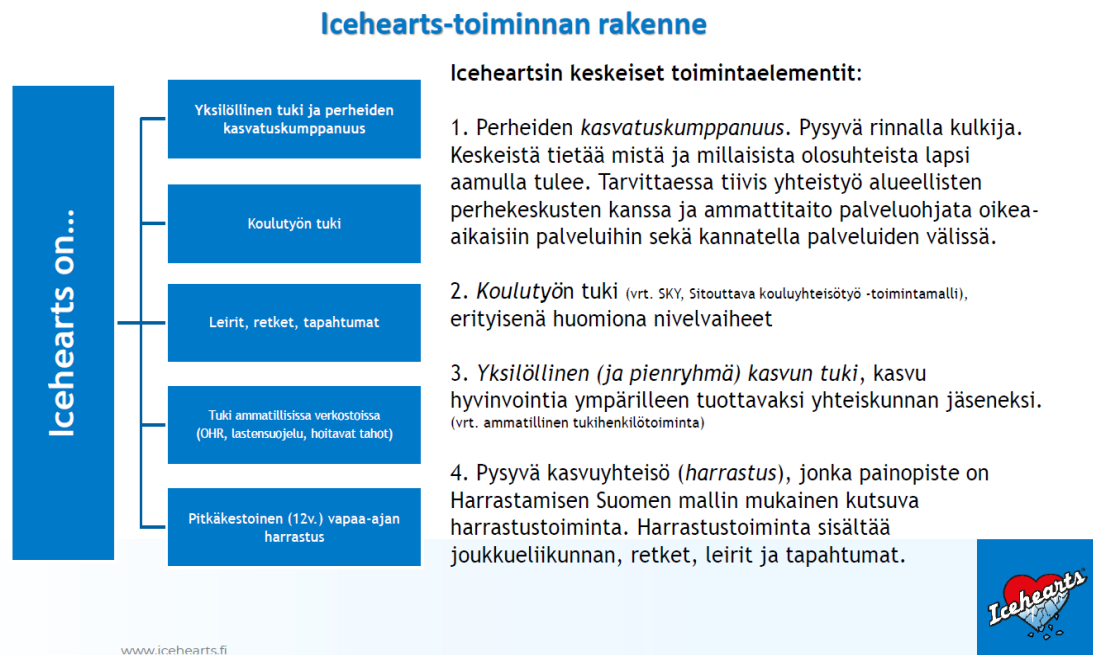 Icehearts-toiminnan rakenne
Icehearts on...
Yksilöllinen tuki ja perheiden
kasvatuskumppanuus
Koulutyön tuki
Leirit, retket, tapahtumat
Tuki ammatillisissa verkostoissa
(OHR, lastensuojelu, hoitavat tahot)
Pitkäkestoinen (12v.) vapaa-ajan
harrastus
Iceheartsin keskeiset toimintaelementit:
1. Perheiden kasvatuskumppanuus. Pysyvä rinnalla kulkija.
Keskeistä tietää mistä ja millaisista olosuhteista lapsi
aamulla tulee. Tarvittaessa tiivis yhteistyö alueellisten
perhekeskusten kanssa ja ammattitaito palveluohjata oikea-
aikaisiin palveluihin sekä kannatella palveluiden välissä.
2. Koulutyön tuki (vrt. SKY, Sitouttava kouluyhteisötyö -toimintamalli),
erityisenä huomiona nivelvaiheet
3. Yksilöllinen (ja pienryhmä) kasvun tuki, kasvu
hyvinvointia ympärilleen tuottavaksi yhteiskunnan jäseneksi.
(vrt. ammatillinen tukihenkilötoiminta)
4. Pysyvä kasvuyhteisö (harrastus), jonka painopiste on
Harrastamisen Suomen mallin mukainen kutsuva
harrastustoiminta. Harrastustoiminta sisältää
joukkueliikunnan, retket, leirit ja tapahtumat.
Icehearts
www.icehearts.fi